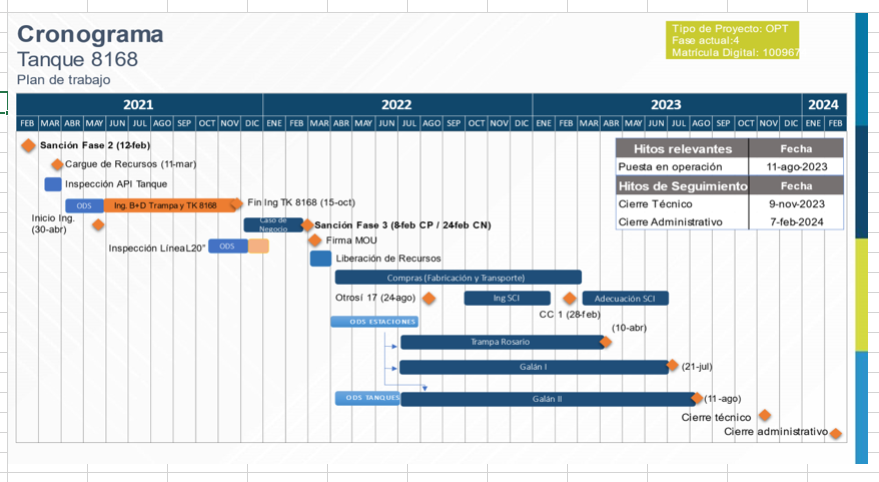 Cronograma
Tanque 8168
Plan de trabajo
Tipo de Proyecto: OPT
Fase actual:4
Matrícula Digital: 100967
2021 2022 2023 2024
FEB MAR ABR MAY JUN JUL AGO SEP OCT NOV DIC ENE FEB MAR ABR MAY JUN JUL AGO SEP OCT NOV DIC ENE FEB MAR ABR MAY JUN JUL AGO SEP OCT NOV DIC ENE FEB
Sanción Fase 2 (12-feb)
Cargue de Recursos (11-mar)
Inspección API Tanque
ODS Ing. B+D Trampa y TK 8168 Fin Ing TK 8168 (15-oct)
Inicio Ing.
(30-abr)
Caso de
Negocio
Sanción Fase 3 (8-feb CP / 24-feb CN)
Firma MOU
Inspección LíneaL20" ODS
Liberación de Recursos
Compras (Fabricación y Transporte)
Otrosí 17 (24-ago) Ing SCI Adecuación SCI
CC 1 (28-feb)
ODS ESTACIONES
(10-abr)
Trampa Rosario
Galán I (21-jul)
ODS TANQUES Galán II (11-ago)
Cierre técnico
Cierre administrativo
Hitos relevantes Fecha
Puesta en operación 11-ago-2023
Hitos de Seguimiento Fecha
Cierre Técnico 9-nov-2023
Cierre Administrativo 7-feb-2024